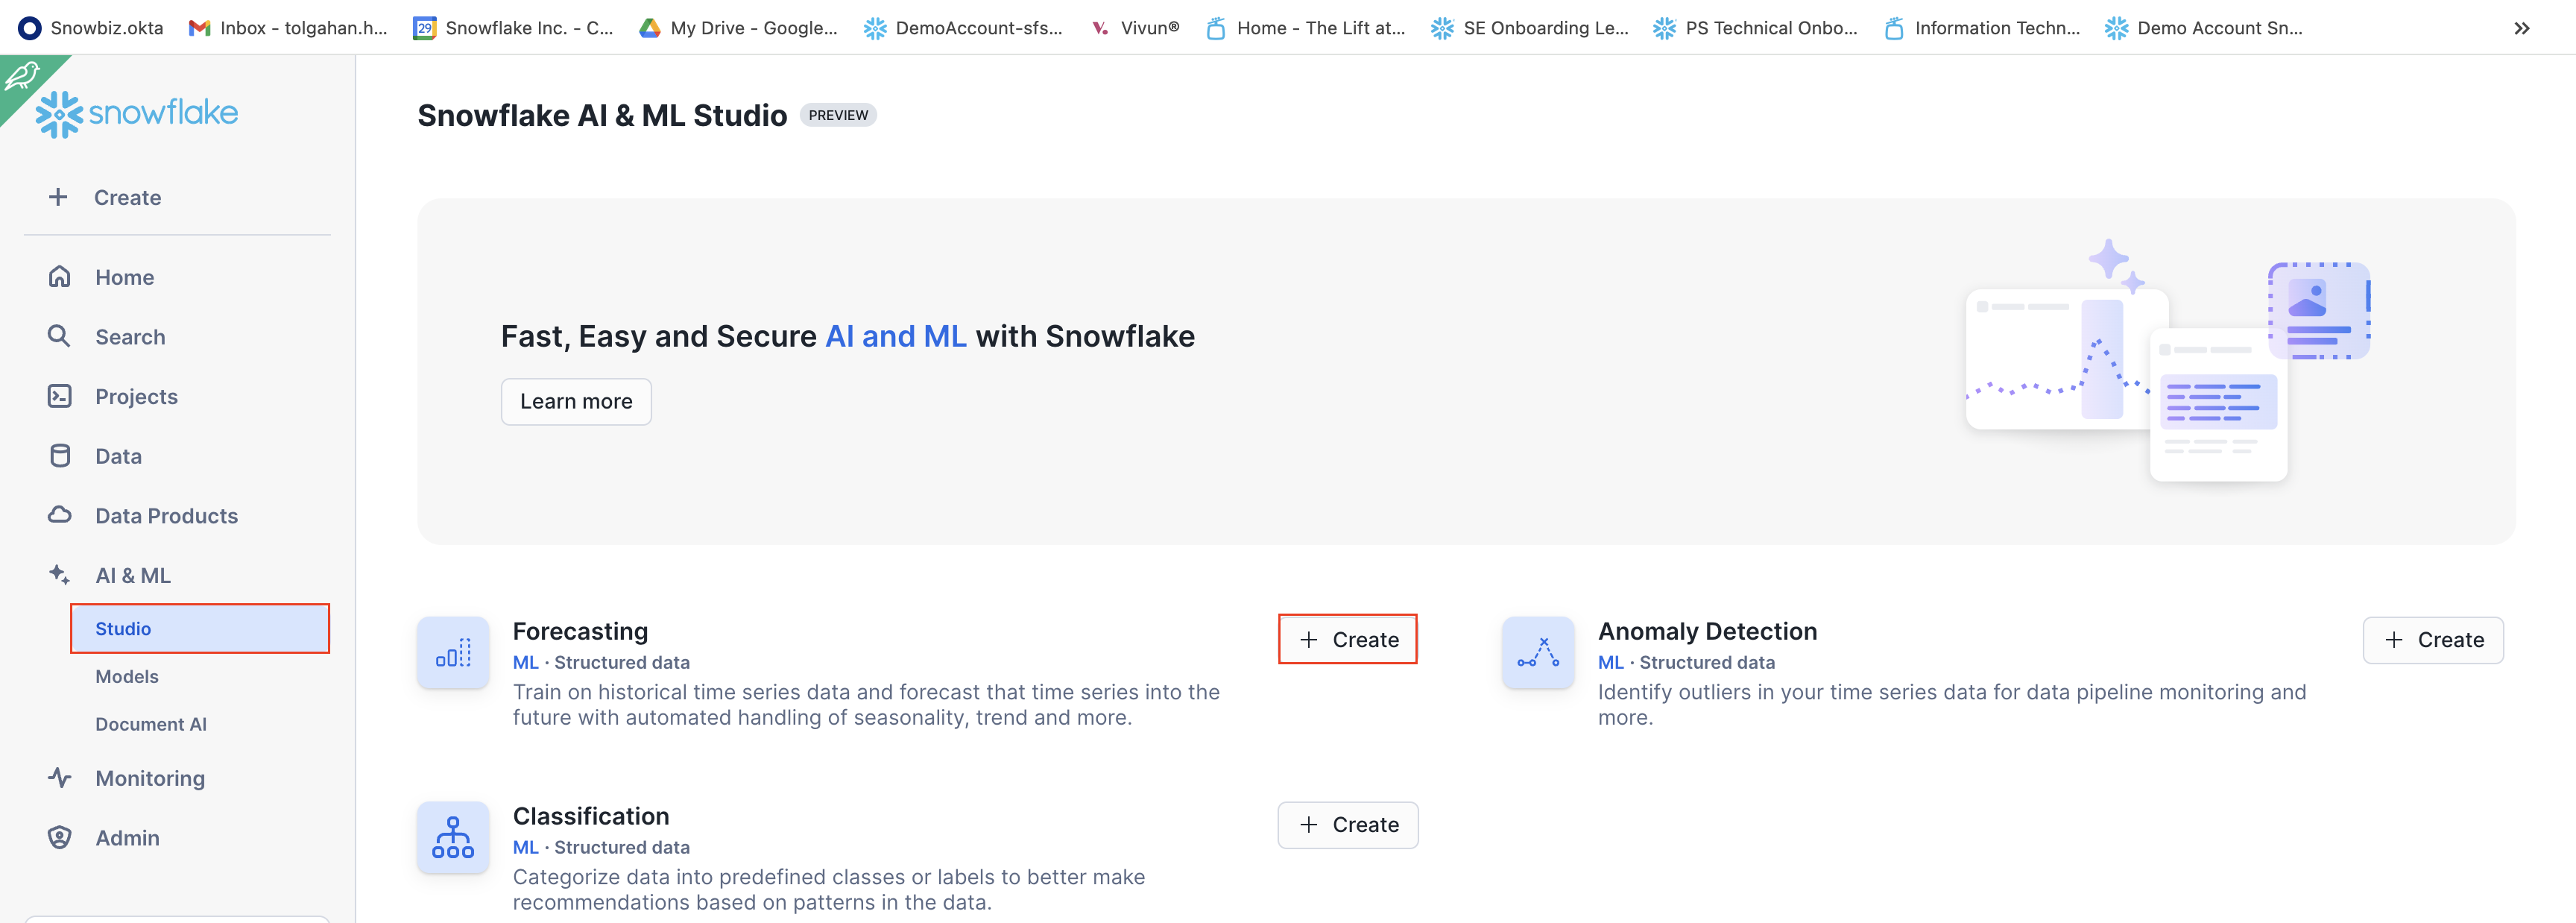 Snowbiz.okta
Inbox - tolgahan.h...
29
Snowflake Inc. - C...
My Drive - Google...
DemoAccount-sfs...
Vivun®
Home - The Lift at...
SE Onboarding Le...
PS Technical Onbo...
Information Techn...
Demo Account Sn...
snowflake
Create
Home
Search
Projects
Data
Data Products
AI & ML
Studio
Models
Document AI
Monitoring
Admin
Snowflake AI & ML Studio PREVIEW
Fast, Easy and Secure AI and ML with Snowflake
Learn more
Forecasting
ML · Structured data
Train on historical time series data and forecast that time series into the
future with automated handling of seasonality, trend and more.
+ Create
Anomaly Detection
ML · Structured data
Identify outliers in your time series data for data pipeline monitoring and
more.
+ Create
Classification
ML · Structured data
Categorize data into predefined classes or labels to better make
recommendations based on patterns in the data.
+ Create